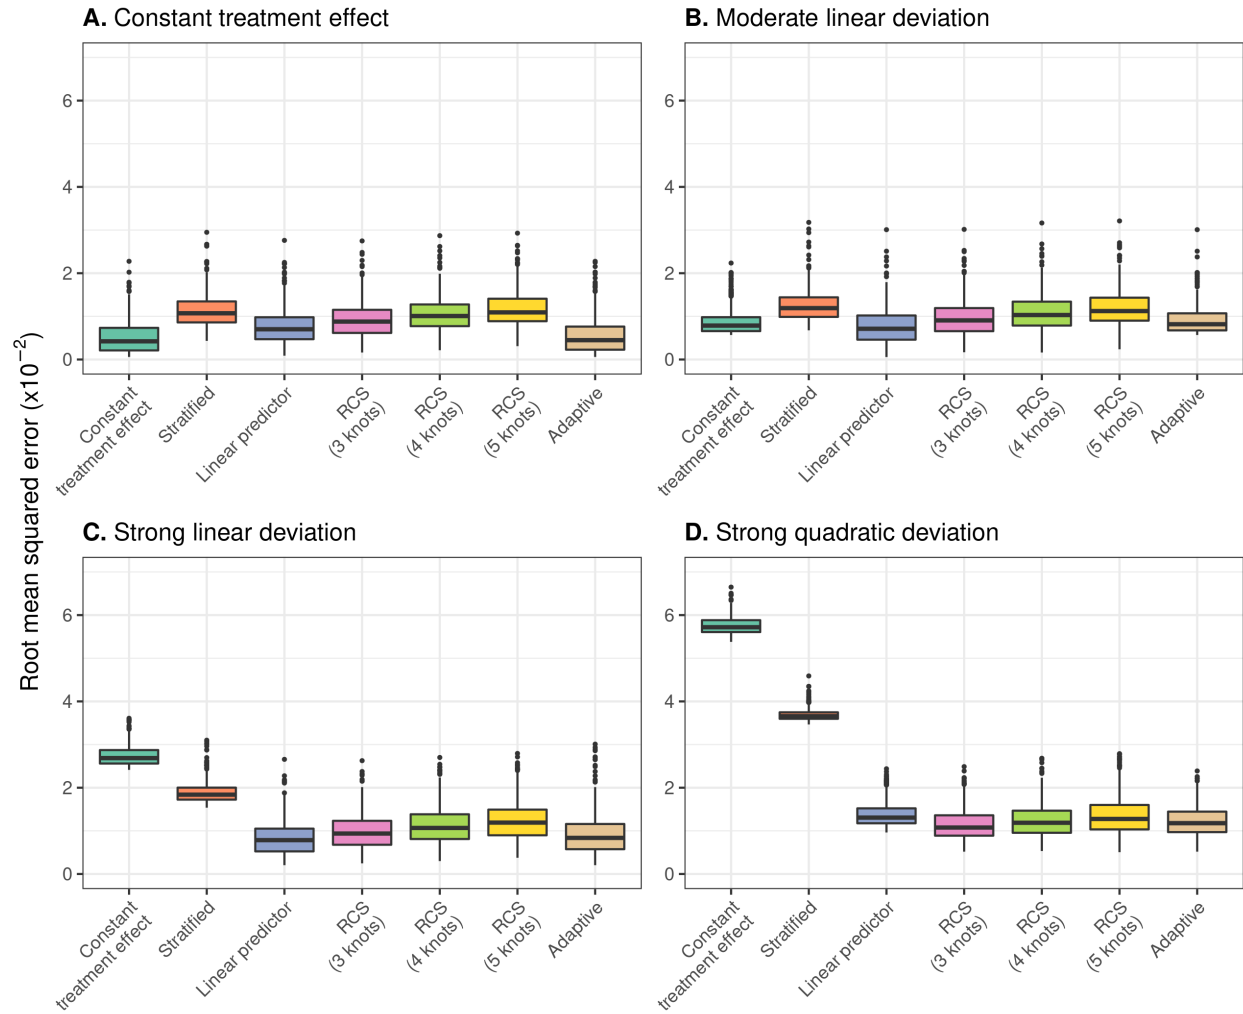 A. Constant treatment effect
B. Moderate linear deviation
Root mean squared error (x10⁻²)
6
4
2
0
Constant
treatment effect
Stratified
Linear predictor
RCS
(3 knots)
RCS
(4 knots)
RCS
(5 knots)
Adaptive
6
4
2
0
Constant
treatment effect
Stratified
Linear predictor
RCS
(3 knots)
RCS
(4 knots)
RCS
(5 knots)
Adaptive
C. Strong linear deviation
D. Strong quadratic deviation
6
4
2
0
Constant
treatment effect
Stratified
Linear predictor
RCS
(3 knots)
RCS
(4 knots)
RCS
(5 knots)
Adaptive
6
4
2
0
Constant
treatment effect
Stratified
Linear predictor
RCS
(3 knots)
RCS
(4 knots)
RCS
(5 knots)
Adaptive